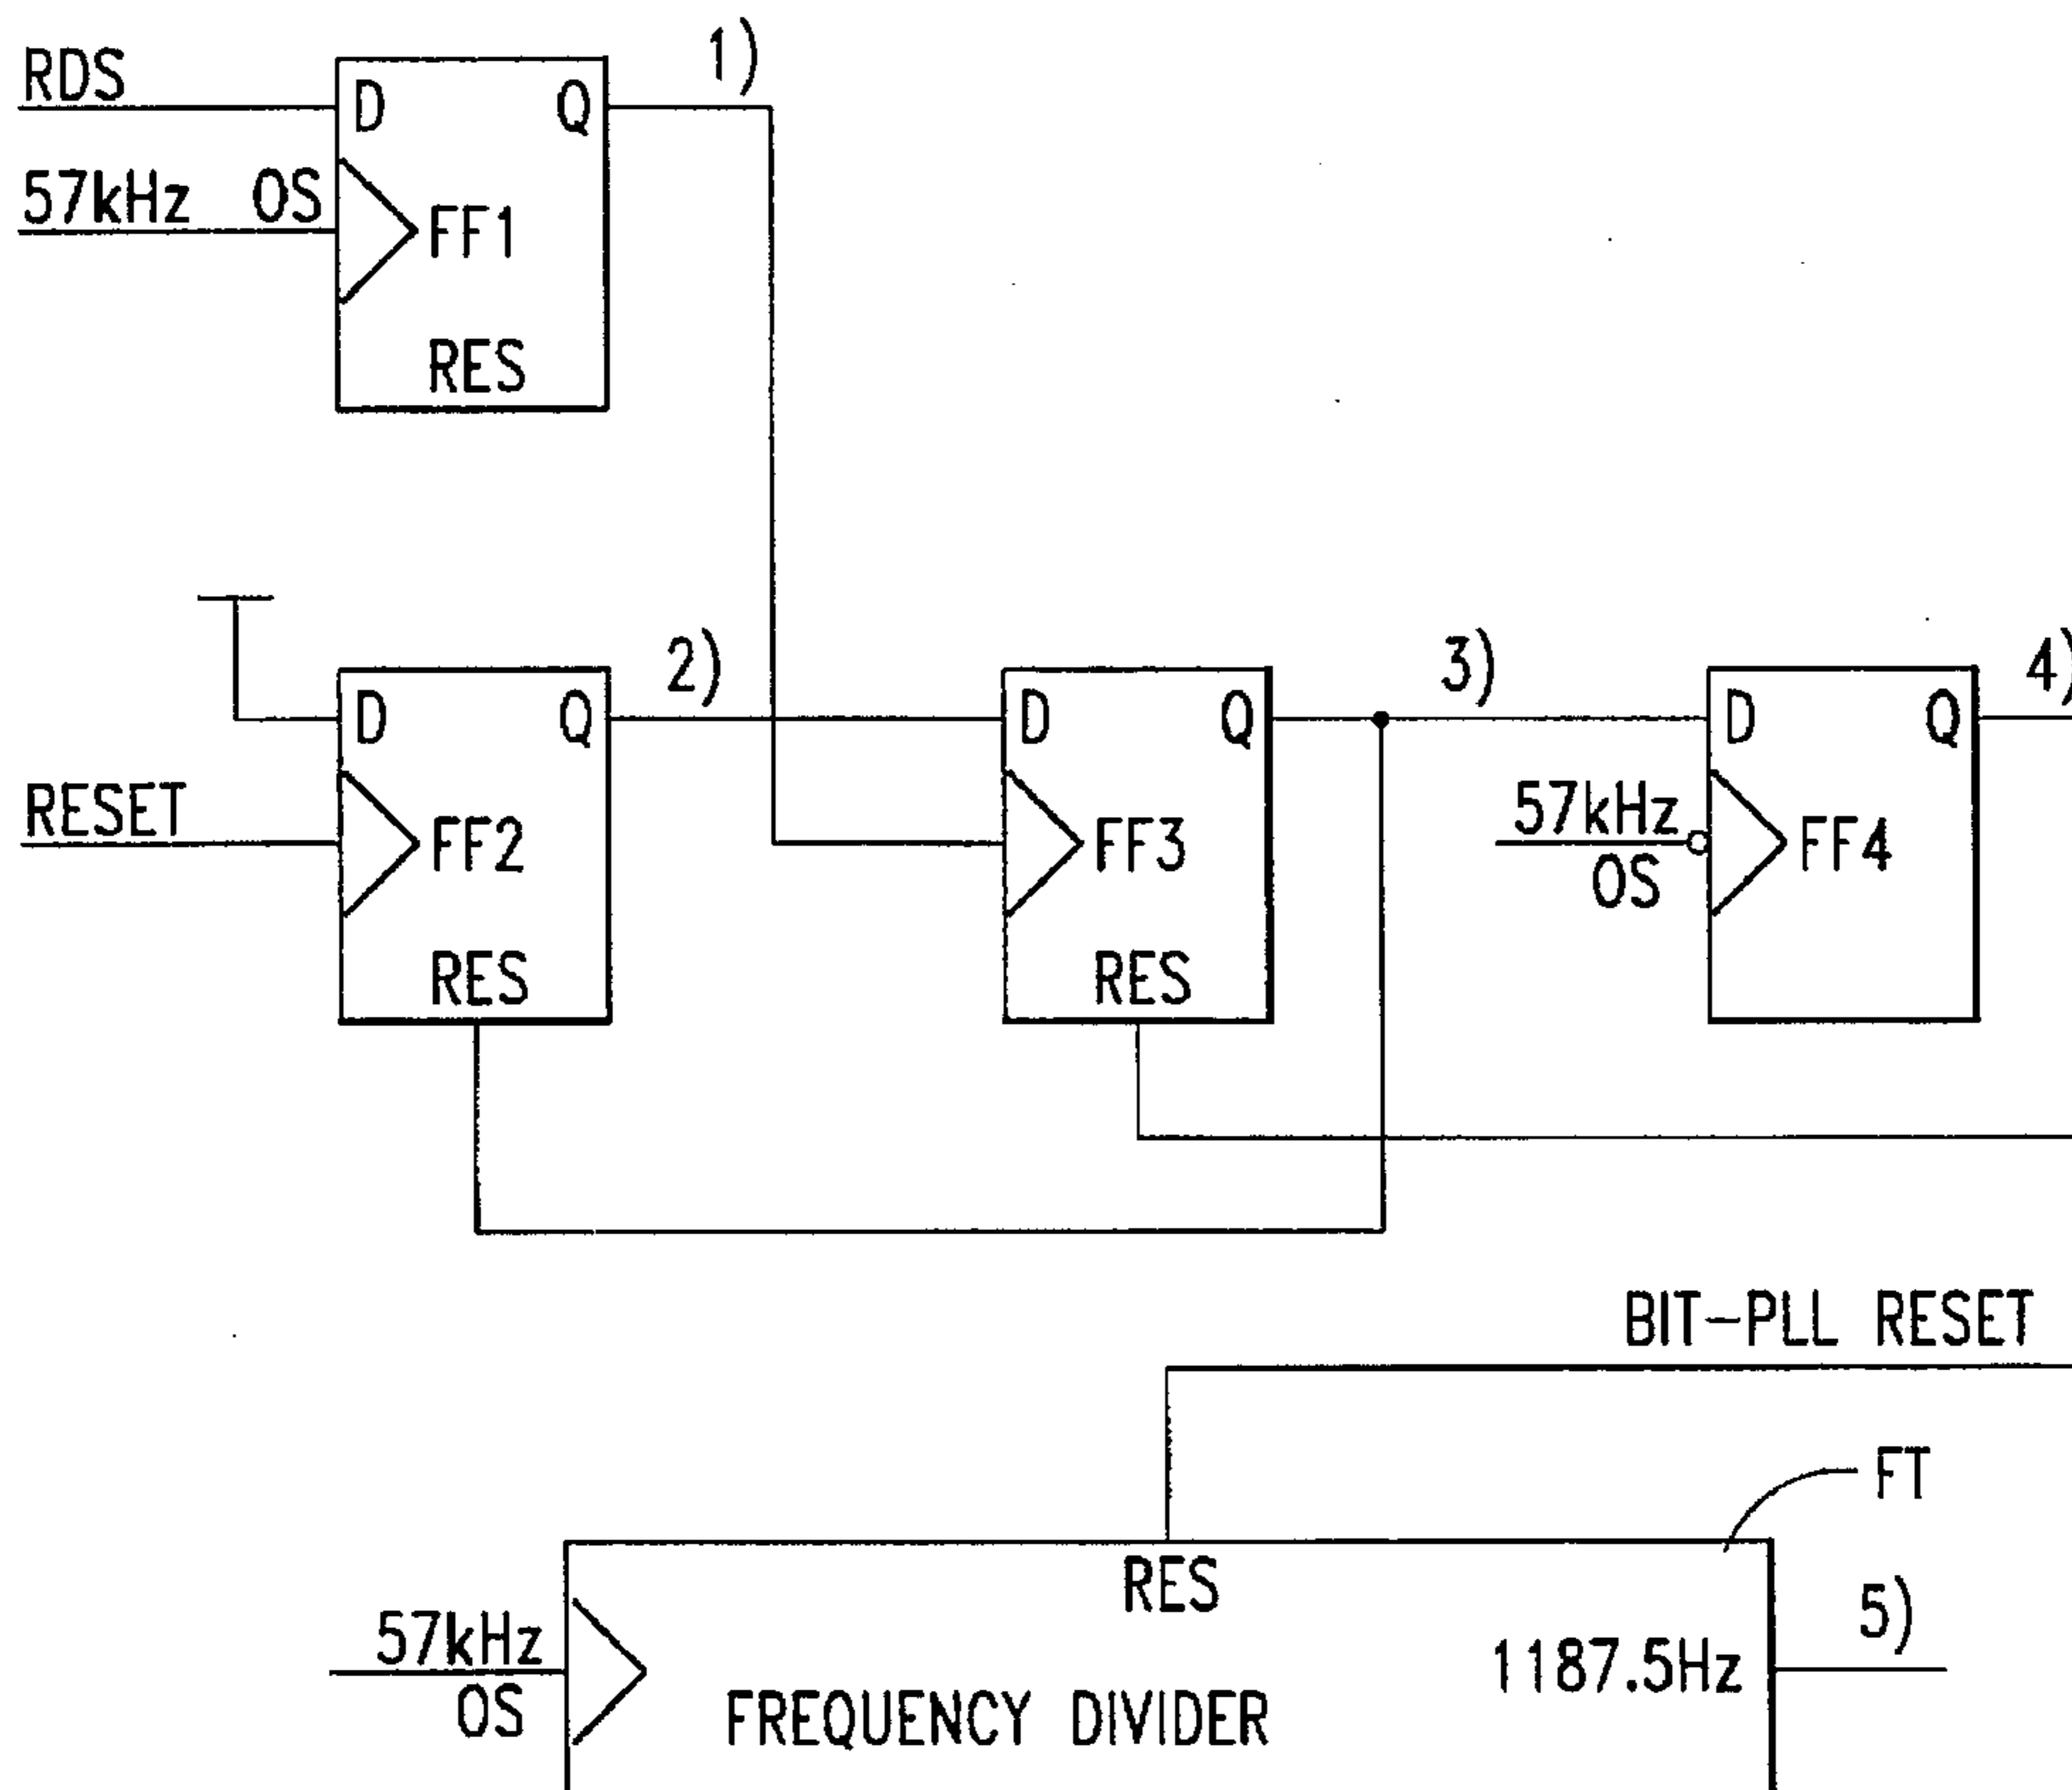 1)
RDS
D Q
57kHz OS
FF1
RES
2)
3)
4)
D Q
D Q
D Q
RESET
FF2
FF3
57kHz
OS
FF4
RES
RES
BIT-PLL RESET
FT
RES
57kHz
OS
1187.5Hz
5)
FREQUENCY DIVIDER